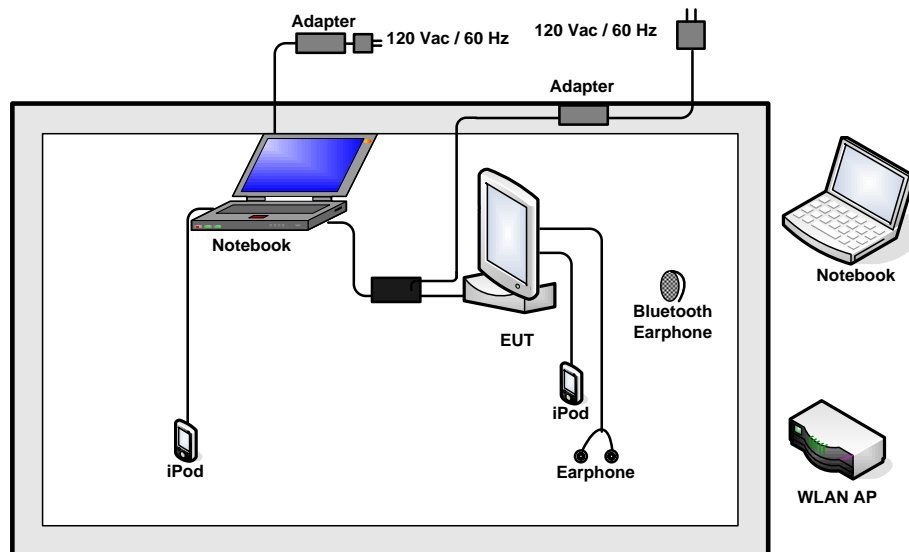 Adapter
120 Vac / 60 Hz
120 Vac / 60 Hz
Adapter
Notebook
Notebook
EUT
Bluetooth
Earphone
iPod
iPod
Earphone
WLAN AP